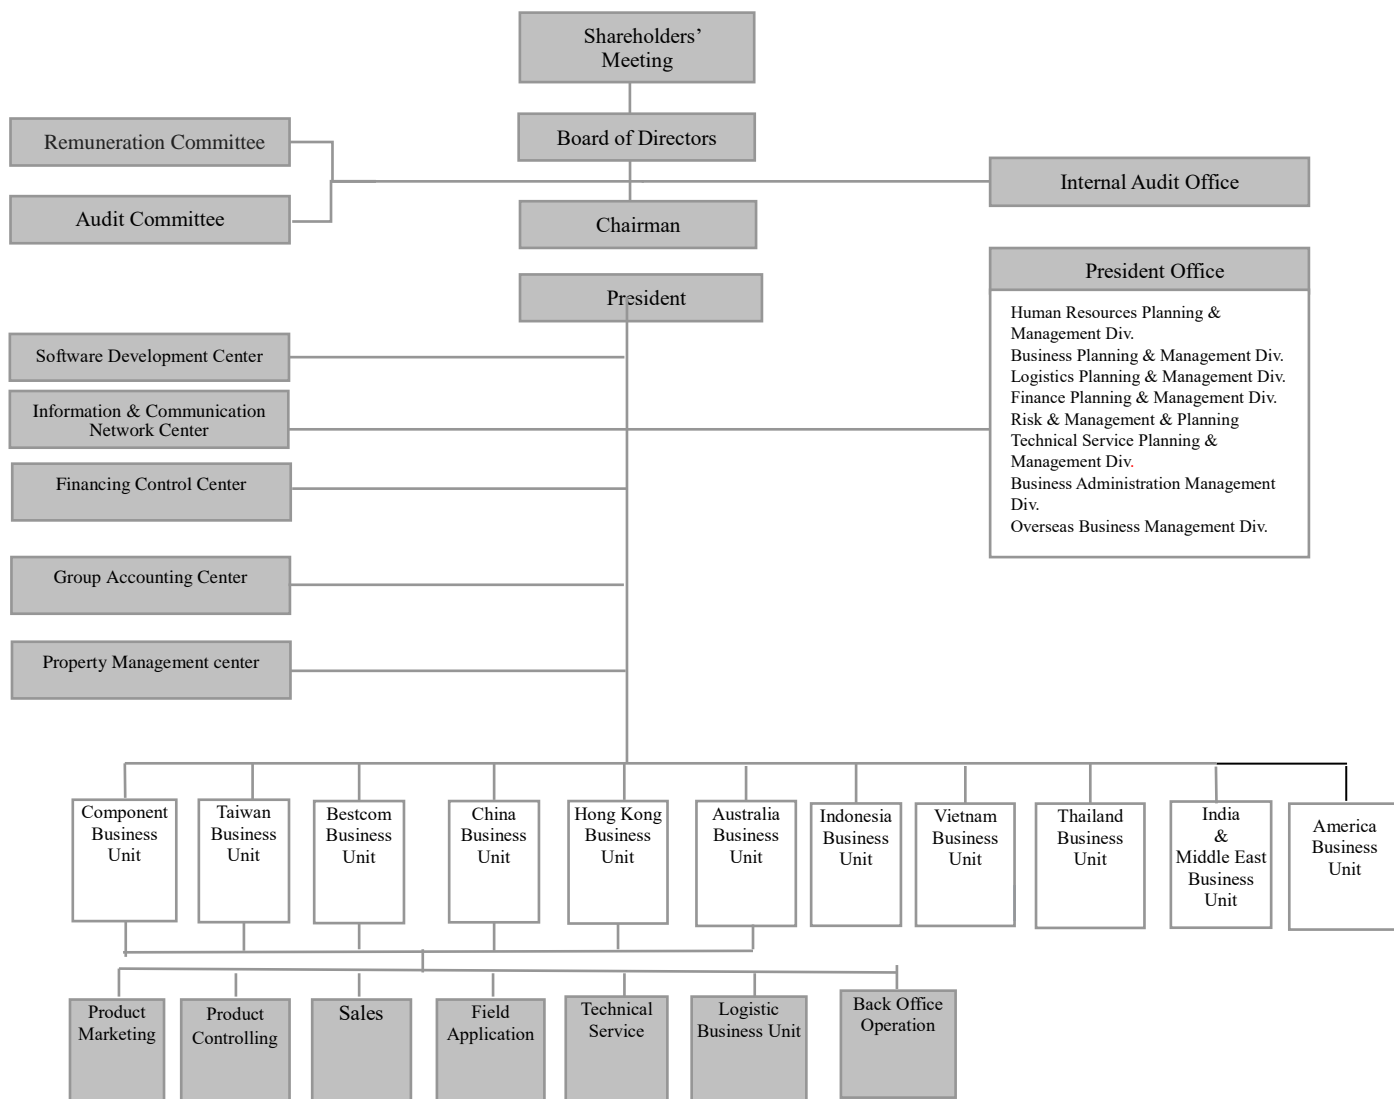 Shareholders’
Meeting
Board of Directors
Remuneration Committee
Audit Committee
Internal Audit Office
Chairman
President
President Office
Human Resources Planning &
Management Div.
Business Planning & Management Div.
Logistics Planning & Management Div.
Finance Planning & Management Div.
Risk & Management & Planning
Technical Service Planning &
Management Div.
Business Administration Management
Div.
Overseas Business Management Div.
Software Development Center
Information & Communication
Network Center
Financing Control Center
Group Accounting Center
Property Management center
Component
Business
Unit
Taiwan
Business
Unit
Bestcom
Business
Unit
China
Business
Unit
Hong Kong
Business
Unit
Australia
Business
Unit
Indonesia
Business
Unit
Vietnam
Business
Unit
Thailand
Business
Unit
India
&
Middle East
Business
Unit
America
Business
Unit
Product
Marketing
Product
Controlling
Sales
Field
Application
Technical
Service
Logistic
Business Unit
Back Office
Operation